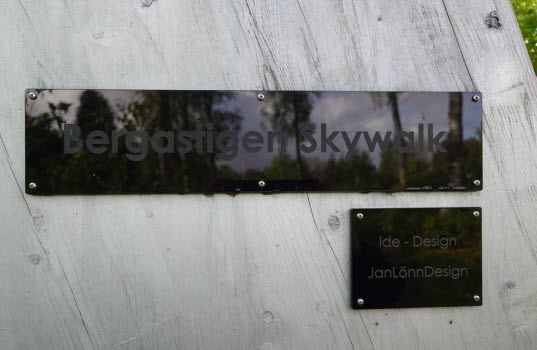 Bergastigen Skywalk
Ide - Design
JanLönnDesign